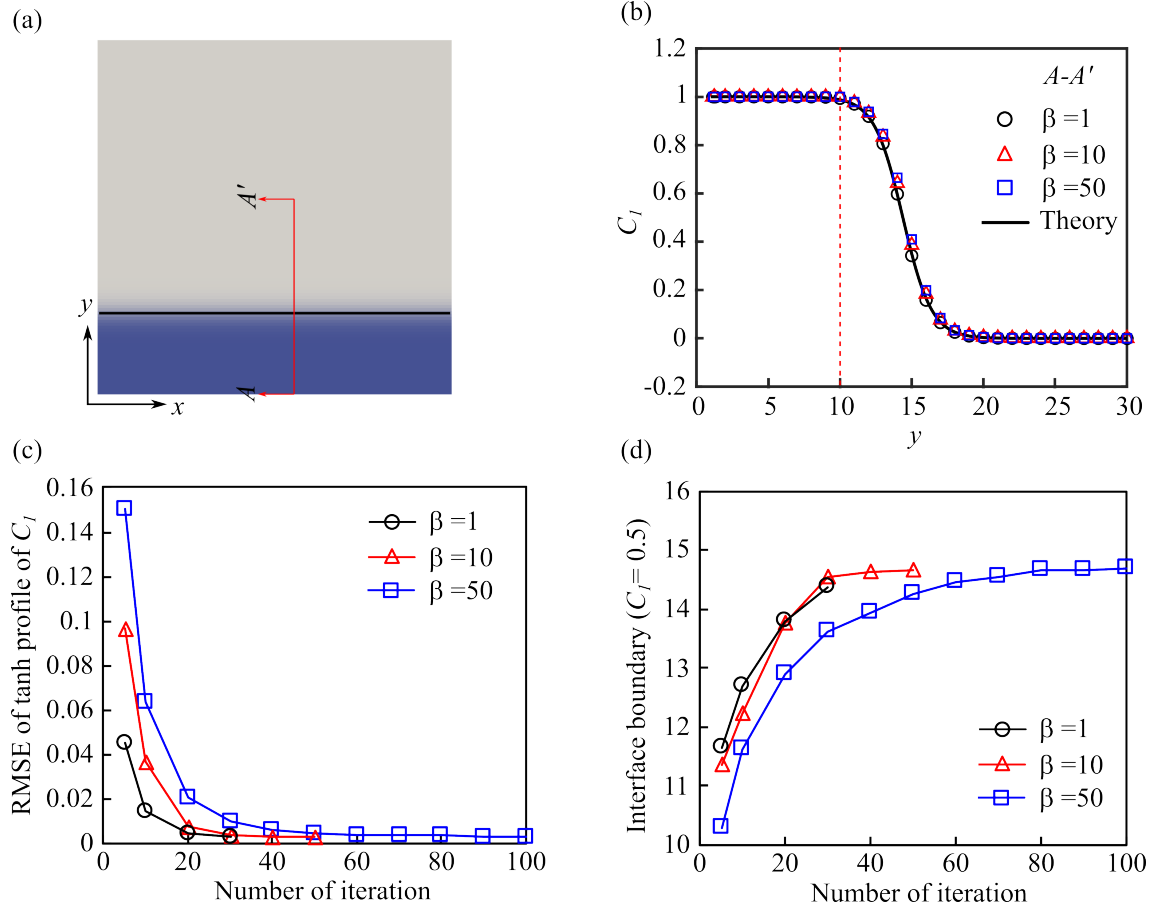 (a)
A'
y
A
x
(b)
1.2
1
0.8
0.6
0.4
0.2
0
-0.2
C₁
A-A'
β =1
β =10
β =50
Theory
0 5 10 15 20 25 30
y
(c)
0.16
0.14
0.12
0.1
0.08
0.06
0.04
0.02
0
RMSE of tanh profile of C₁
β =1
β =10
β =50
0 20 40 60 80 100
Number of iteration
(d)
16
15
14
13
12
11
10
Interface boundary (C₁= 0.5)
β =1
β =10
β =50
0 20 40 60 80 100
Number of iteration